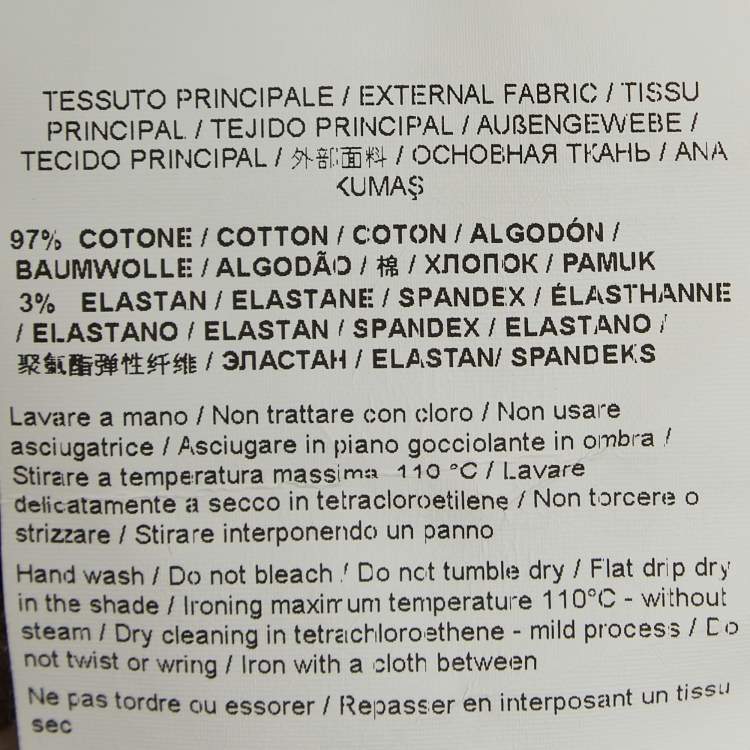 TESSUTO PRINCIPALE / EXTERNAL FABRIC / TISSU
PRINCIPAL / TEJIDO PRINCIPAL / AUßENGEWEBE /
TECIDO PRINCIPAL / 外部面料 / ОСНОВНАЯ ТКАНЬ / ANA
KUMAŞ
97% COTONE / COTTON / COTON / ALGODÓN /
BAUMWOLLE / ALGODÃO / 棉 / ХЛОПОК / PAMUK
3% ELASTAN / ELASTANE / SPANDEX / ÉLASTHANNE
/ ELASTANO / ELASTAN / SPANDEX / ELASTANO /
聚氨酯弹性纤维 / ЭЛАСТАН / ELASTAN/ SPANDEKS
Lavare a mano / Non trattare con cloro / Non usare
asciugatrice / Asciugare in piano gocciolante in ombra /
Stirare a temperatura massima 110 °C / Lavare
delicatamente a secco in tetracloroetilene / Non torcere o
strizzare / Stirare interponendo un panno
Hand wash / Do not bleach / Do not tumble dry / Flat drip dry
in the shade / Ironing maximum temperature 110°C - without
steam / Dry cleaning in tetrachloroethene - mild process / Do
not twist or wring / Iron with a cloth between
Ne pas tordre ou essorer / Repasser en interposant un tissu
sec